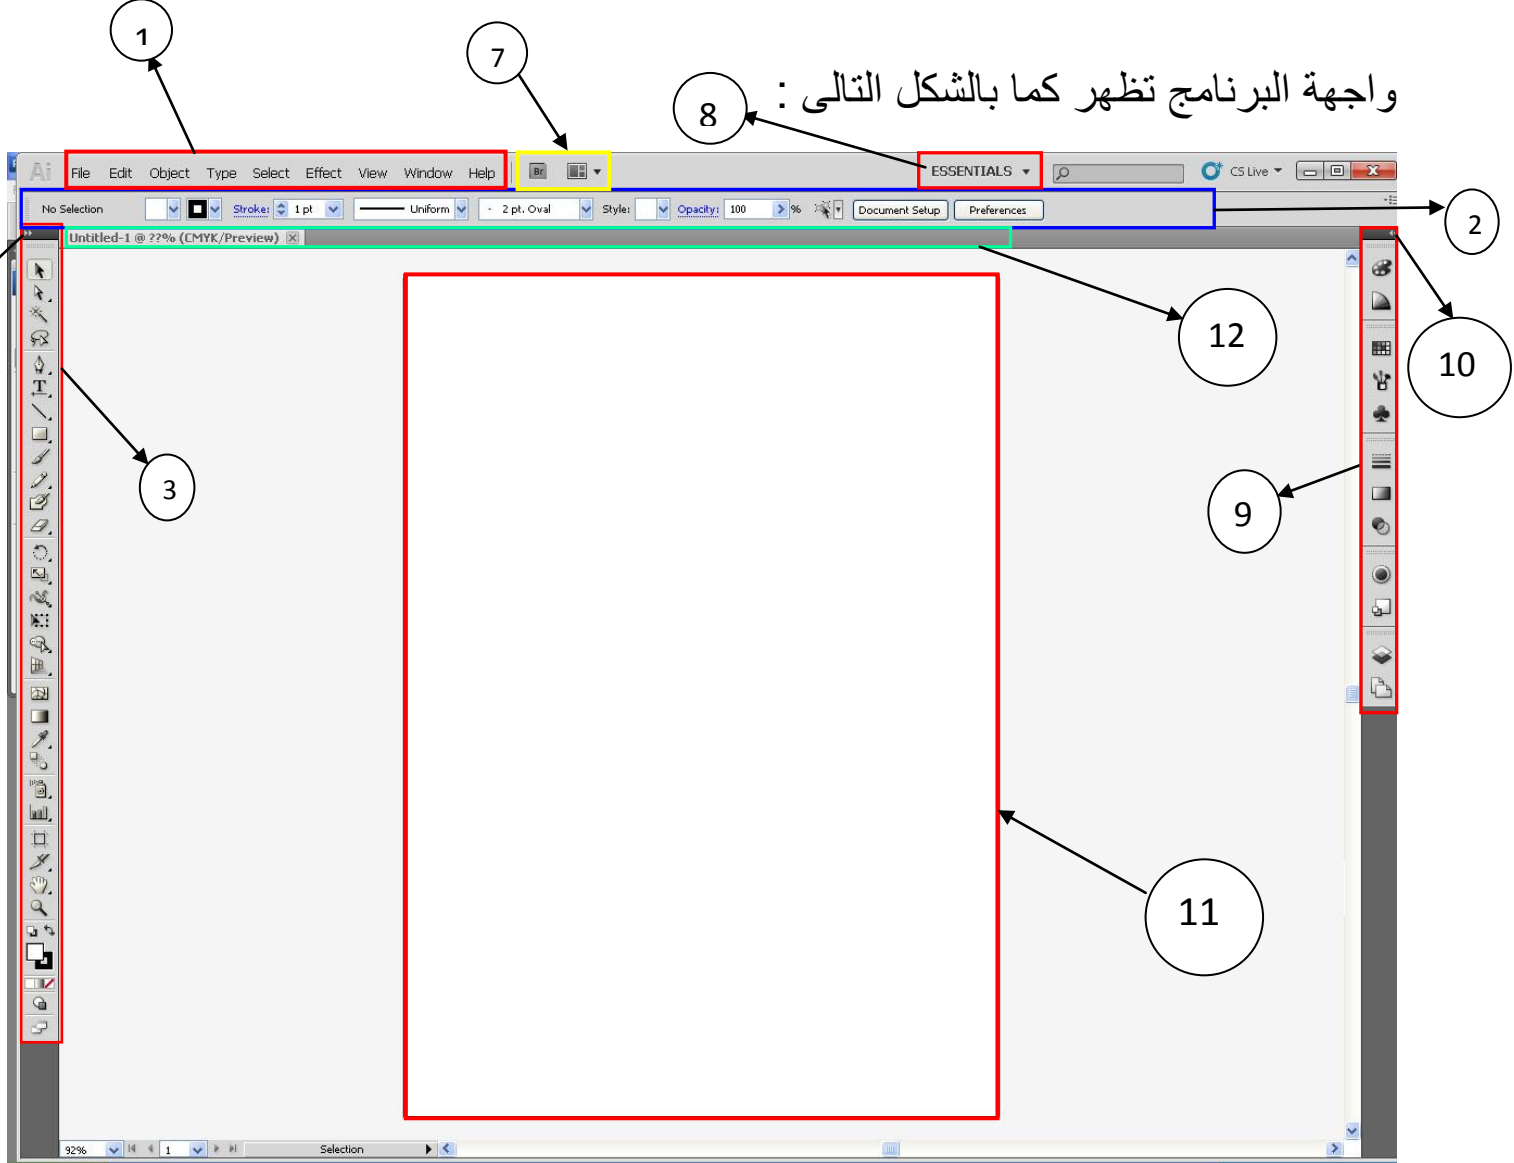 1
7
واجهة البرنامج تظهر كما بالشكل التالى :
8
Ai File Edit Object Type Select Effect View Window Help Br ESSENTIALS CS Live
No Selection Stroke: 1 pt Uniform 2 pt. Oval Style: Opacity: 100 % Document Setup Preferences
2
Untitled-1 @ ??% (CMYK/Preview)
12
10
3
9
11
92% 1 Selection